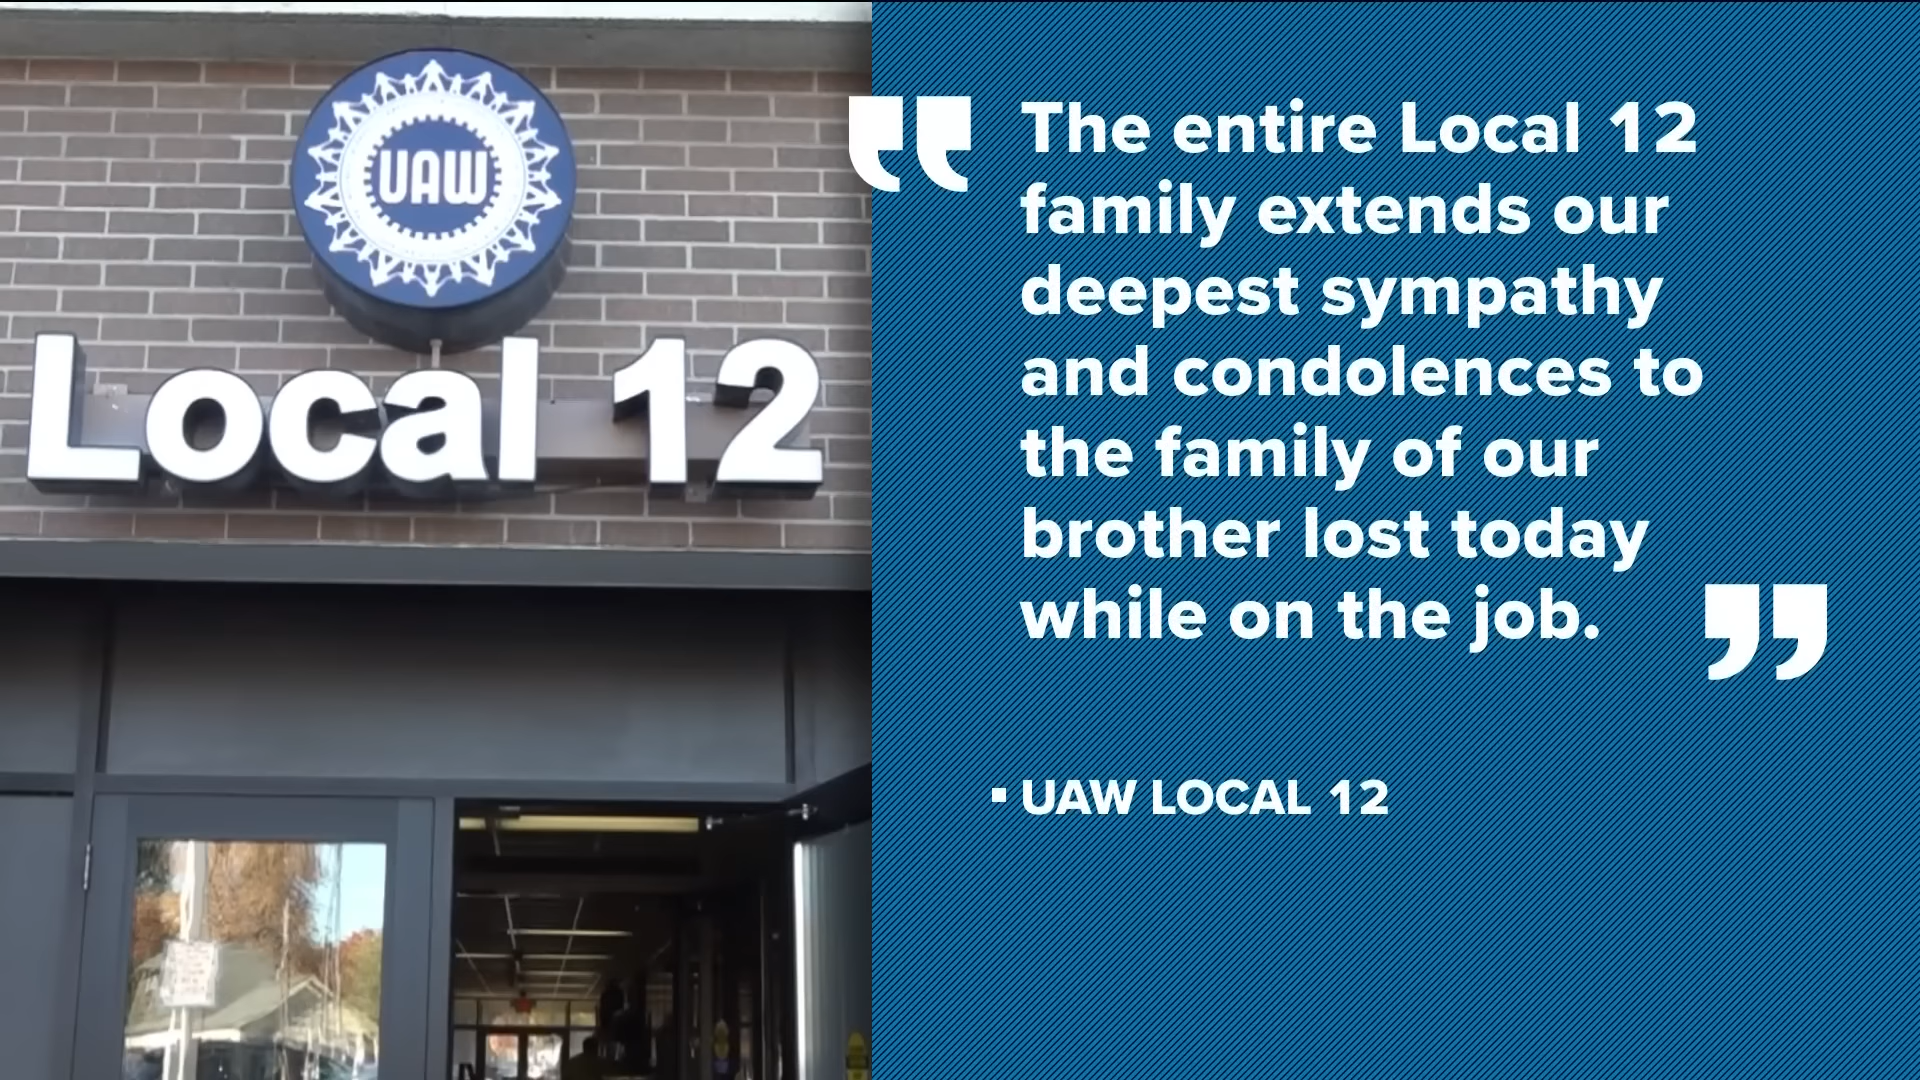 UAW
Local 12
The entire Local 12
family extends our
deepest sympathy
and condolences to
the family of our
brother lost today
while on the job.
UAW LOCAL 12